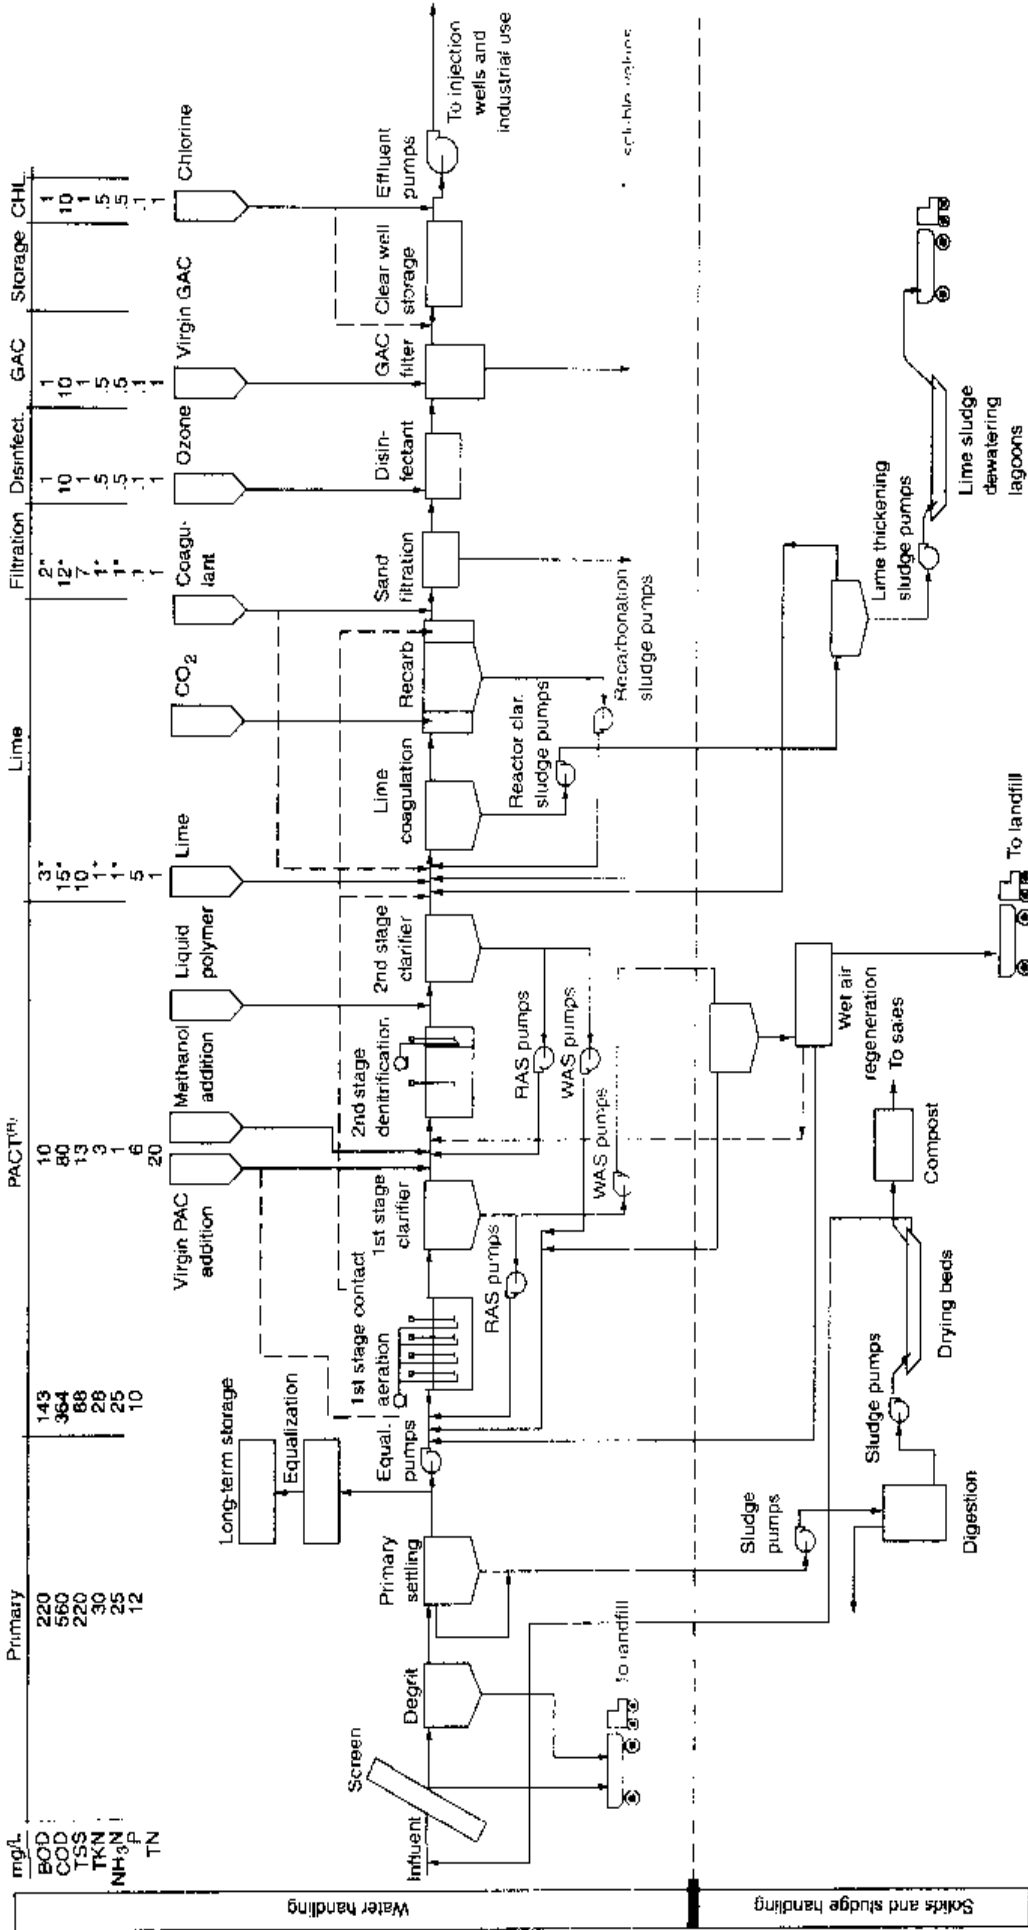 mg/L
BOD
COD
TSS
TKN
NH3N
P
TN
Primary
220
560
220
30
25
12
143
364
88
28
25
10
PACT(R)
10
80
13
3
1
6
20
Lime
3*
15*
10
1*
1*
5
1
Filtration
2*
12*
7
1*
1*
.1
1
Disinfect.
1
10
1
.5
.5
.1
1
GAC
1
10
1
.5
.5
.1
1
Storage
CHL
1
10
1
.5
.5
.1
1
Long-term storage
Equalization
Virgin PAC
addition
Methanol
addition
Liquid
polymer
Lime
CO2
Coagu-
lant
Ozone
Virgin GAC
Chlorine
Water handling
Influent
Screen
Degrit
Primary
settling
Equal.
pumps
1st stage contact
aeration
1st stage
clarifier
2nd stage
denitrification
2nd stage
clarifier
Lime
coagulation
Recarb
Sand
filtration
Disin-
fectant
GAC
filter
Clear well
storage
Effluent
pumps
To injection
wells and
industrial use
To landfill
RAS pumps
WAS pumps
RAS pumps
WAS pumps
Reactor clar.
sludge pumps
Recarbonation
sludge pumps
* soluble values
Solids and sludge handling
Sludge
pumps
Digestion
Sludge pumps
Drying beds
Compost
To sales
Wet air
regeneration
To landfill
Lime thickening
sludge pumps
Lime sludge
dewatering
lagoons